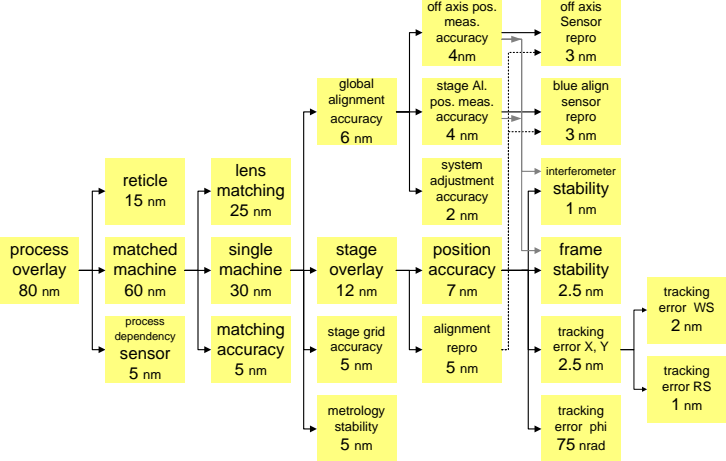 process
overlay
80 nm
reticle
15 nm
matched
machine
60 nm
process
dependency
sensor
5 nm
lens
matching
25 nm
single
machine
30 nm
matching
accuracy
5 nm
global
alignment
accuracy
6 nm
stage
overlay
12 nm
stage grid
accuracy
5 nm
metrology
stability
5 nm
off axis pos.
meas.
accuracy
4nm
stage Al.
pos. meas.
accuracy
4 nm
system
adjustment
accuracy
2 nm
position
accuracy
7 nm
alignment
repro
5 nm
off axis
Sensor
repro
3 nm
blue align
sensor
repro
3 nm
interferometer
stability
1 nm
frame
stability
2.5 nm
tracking
error X, Y
2.5 nm
tracking
error phi
75 nrad
tracking
error WS
2 nm
tracking
error RS
1 nm